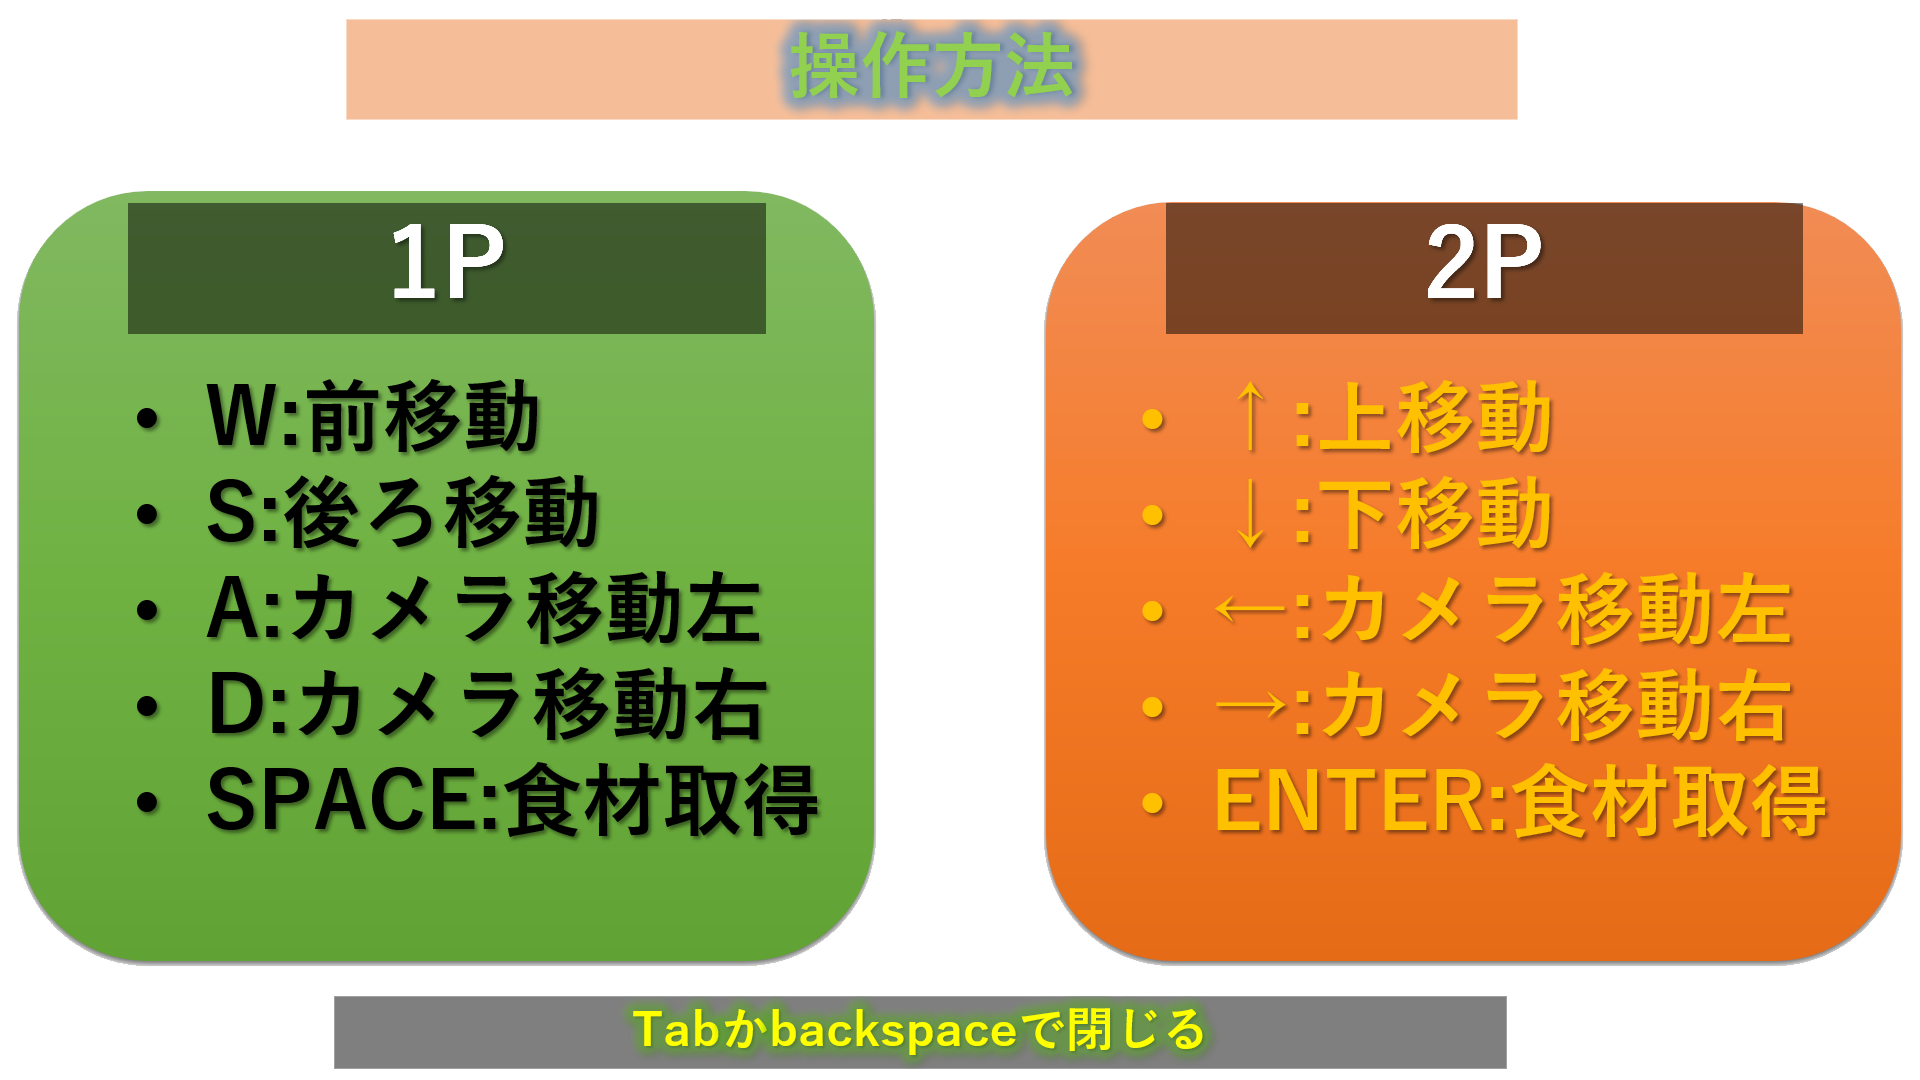 操作方法
1P
• W:前移動
• S:後ろ移動
• A:カメラ移動左
• D:カメラ移動右
• SPACE:食材取得
2P
• ↑:上移動
• ↓:下移動
• ←:カメラ移動左
• →:カメラ移動右
• ENTER:食材取得
Tabかbackspaceで閉じる